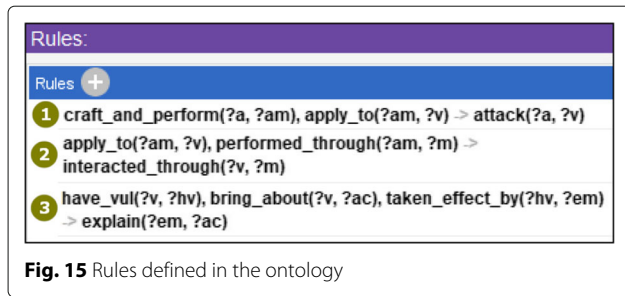 Rules:
Rules +
1 craft_and_perform(?a, ?am), apply_to(?am, ?v) -> attack(?a, ?v)
2 apply_to(?am, ?v), performed_through(?am, ?m) ->
interacted_through(?v, ?m)
3 have_vul(?v, ?hv), bring_about(?v, ?ac), taken_effect_by(?hv, ?em)
-> explain(?em, ?ac)
Fig. 15 Rules defined in the ontology